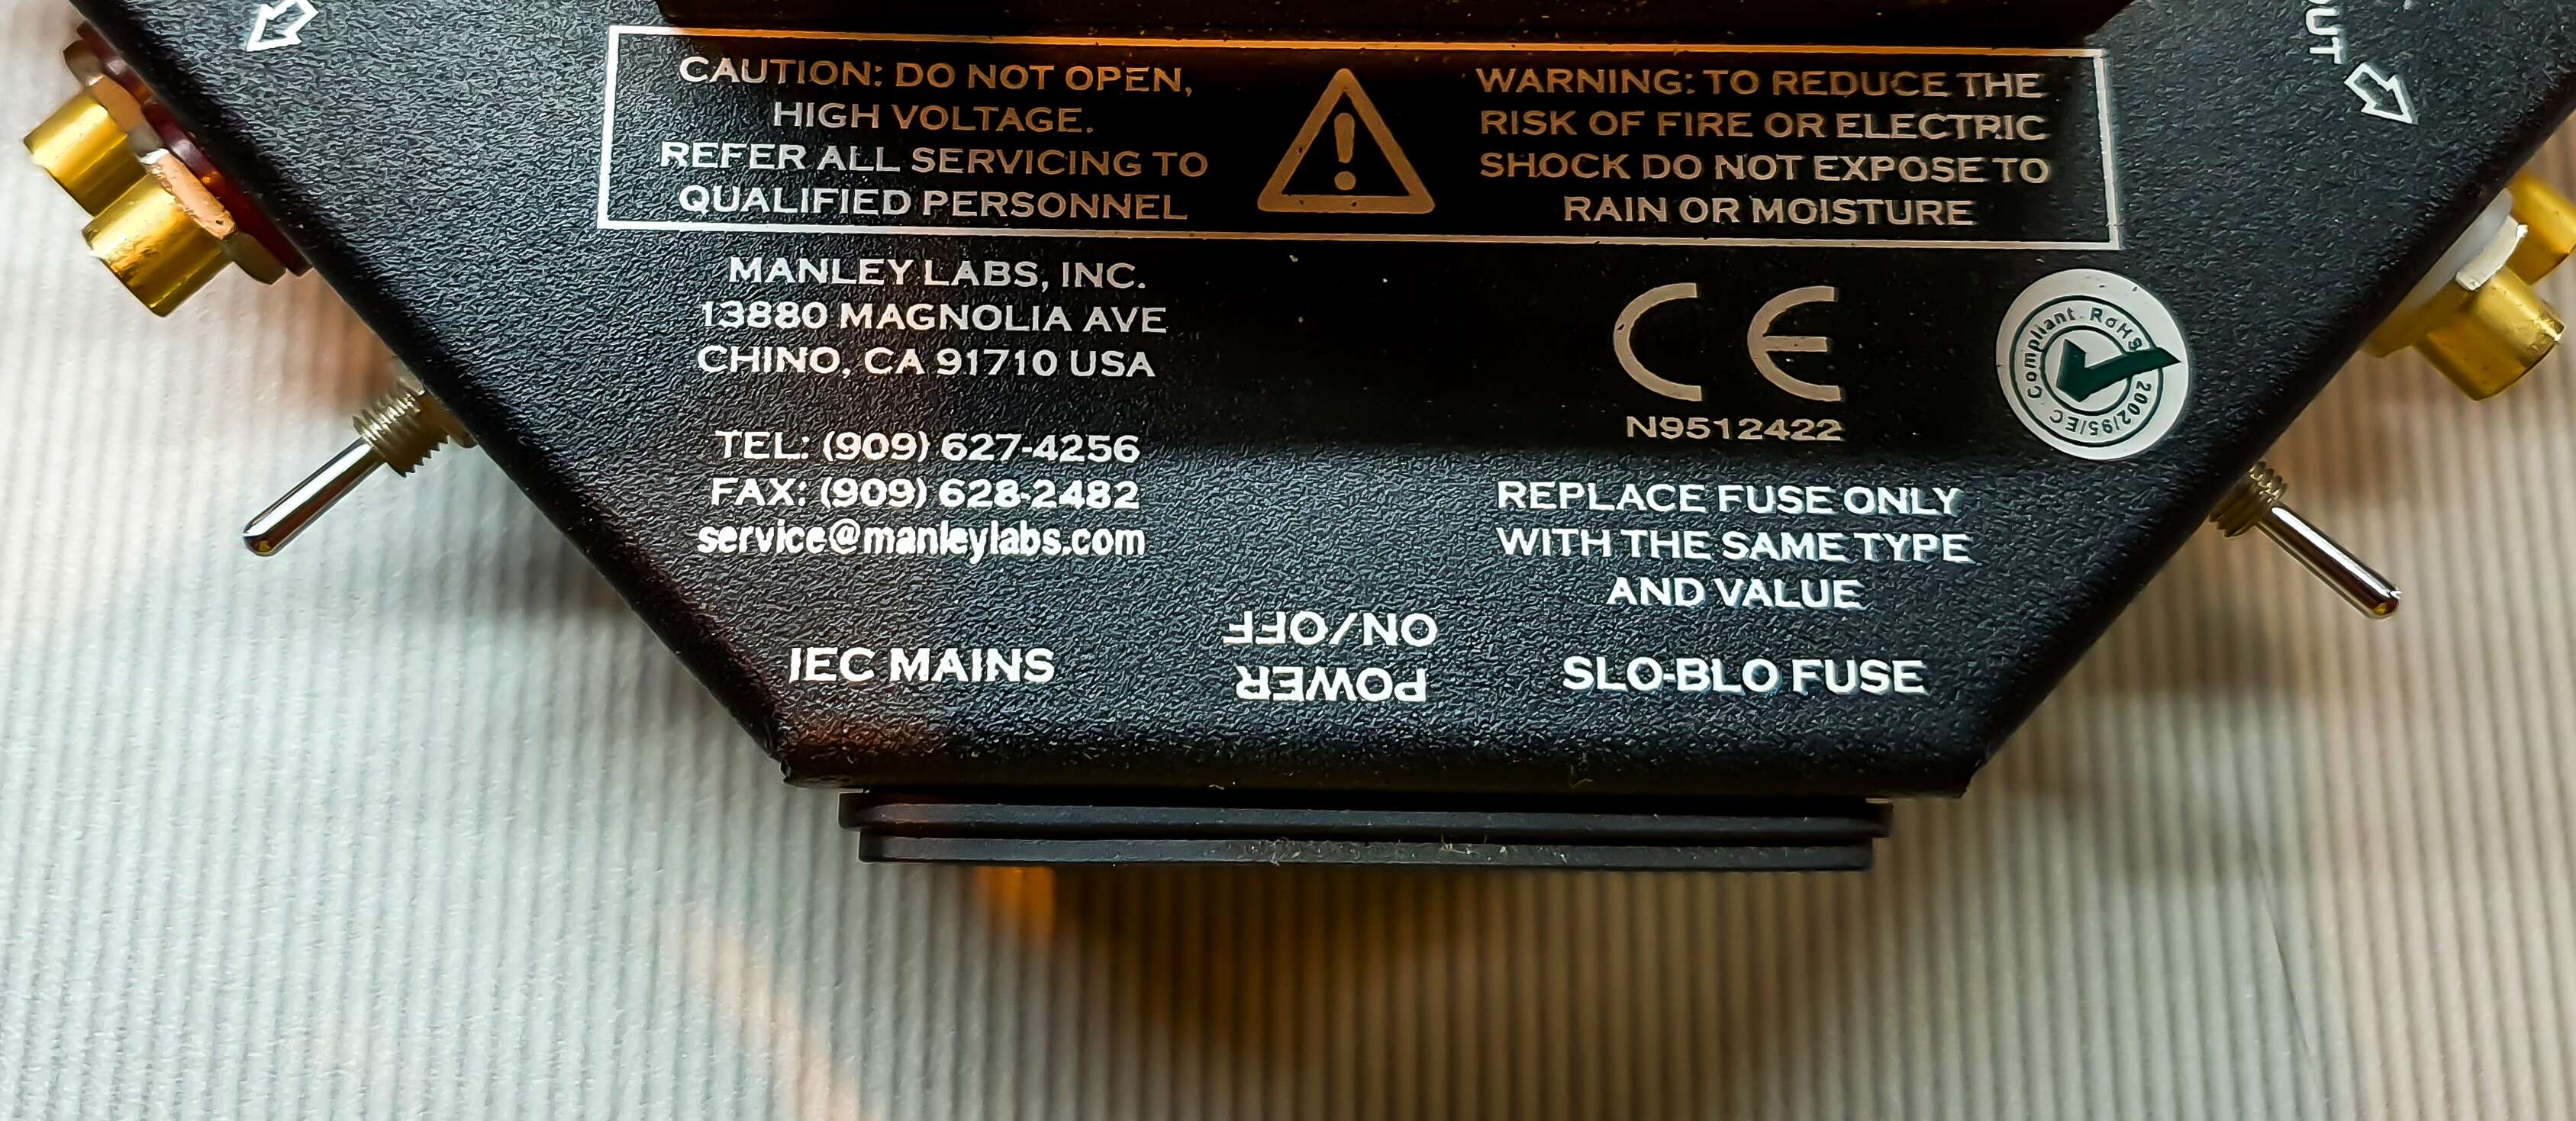 OUT
CAUTION: DO NOT OPEN,
HIGH VOLTAGE.
REFER ALL SERVICING TO
QUALIFIED PERSONNEL
WARNING: TO REDUCE THE
RISK OF FIRE OR ELECTRIC
SHOCK DO NOT EXPOSE TO
RAIN OR MOISTURE
MANLEY LABS, INC.
13880 MAGNOLIA AVE
CHINO, CA 91710 USA
TEL: (909) 627-4256
FAX: (909) 628-2482
service@manleylabs.com
CE
N9512422
Compliant RoHS
2002/95/EC
REPLACE FUSE ONLY
WITH THE SAME TYPE
AND VALUE
IEC MAINS
POWER
ON/OFF
SLO-BLO FUSE